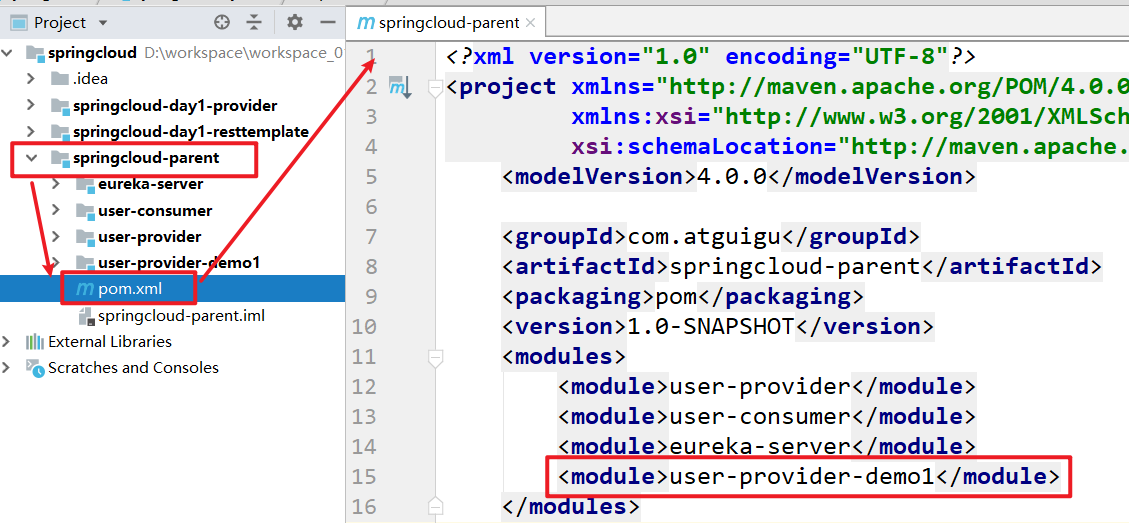 Project
springcloud D:\workspace\workspace_0
.idea
springcloud-day1-provider
springcloud-day1-resttemplate
springcloud-parent
eureka-server
user-consumer
user-provider
user-provider-demo1
m pom.xml
springcloud-parent.iml
External Libraries
Scratches and Consoles
m springcloud-parent
1 <?xml version="1.0" encoding="UTF-8"?>
2 m <project xmlns="http://maven.apache.org/POM/4.0.0
3 xmlns:xsi="http://www.w3.org/2001/XMLSch
4 xsi:schemaLocation="http://maven.apache.
5 <modelVersion>4.0.0</modelVersion>
6
7 <groupId>com.atguigu</groupId>
8 <artifactId>springcloud-parent</artifactId>
9 <packaging>pom</packaging>
10 <version>1.0-SNAPSHOT</version>
11 <modules>
12 <module>user-provider</module>
13 <module>user-consumer</module>
14 <module>eureka-server</module>
15 <module>user-provider-demo1</module>
16 </modules>